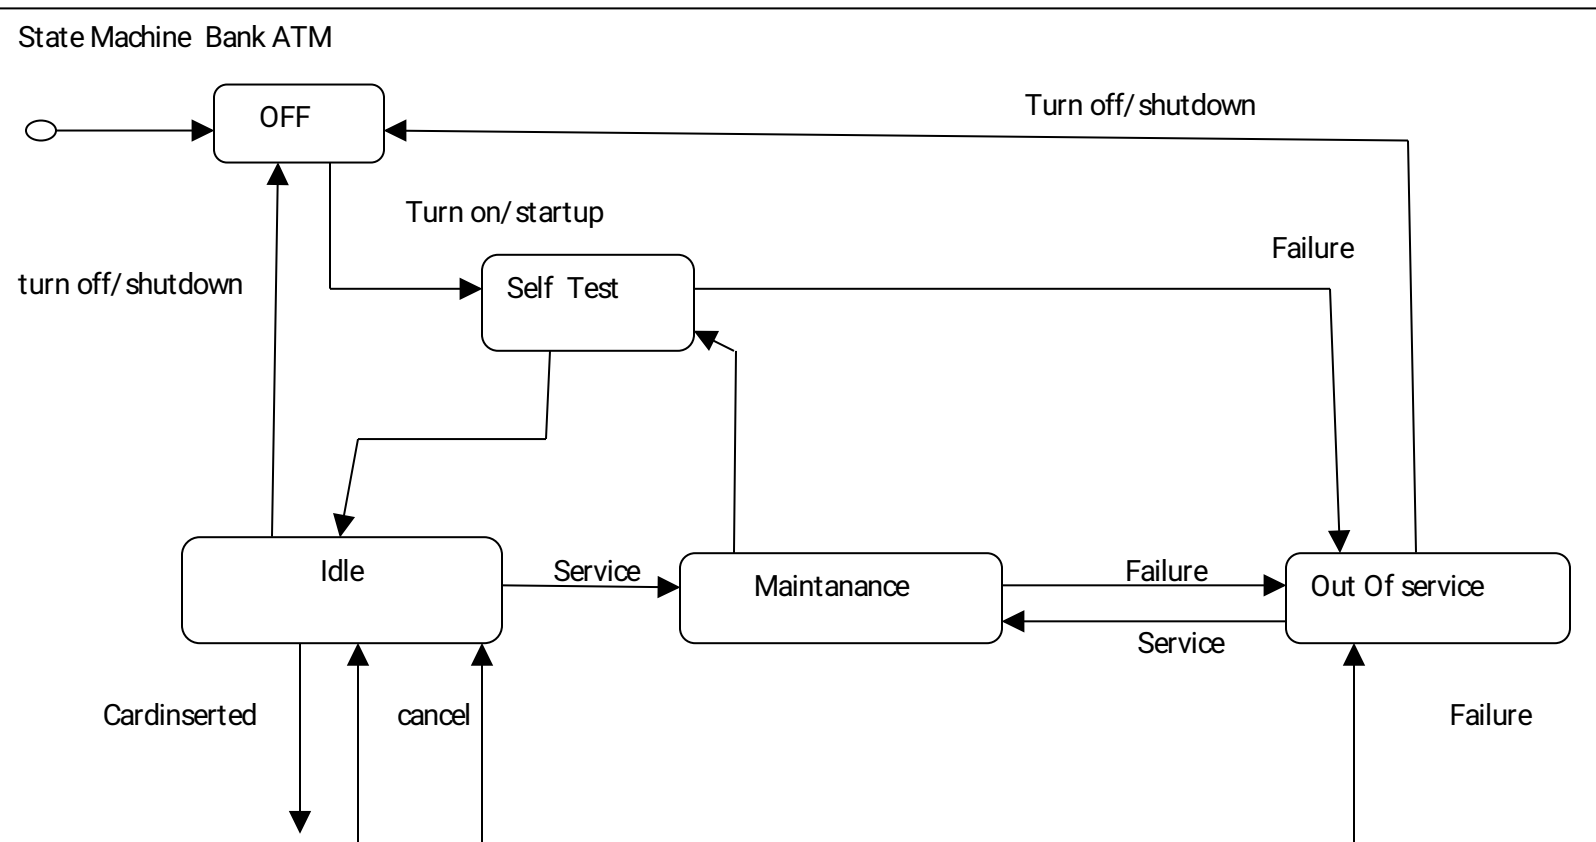 State Machine Bank ATM
OFF
Turn off/shutdown
Turn on/startup
Failure
turn off/shutdown
Self Test
Idle
Service
Maintanance
Failure
Out Of service
Service
Cardinserted
cancel
Failure